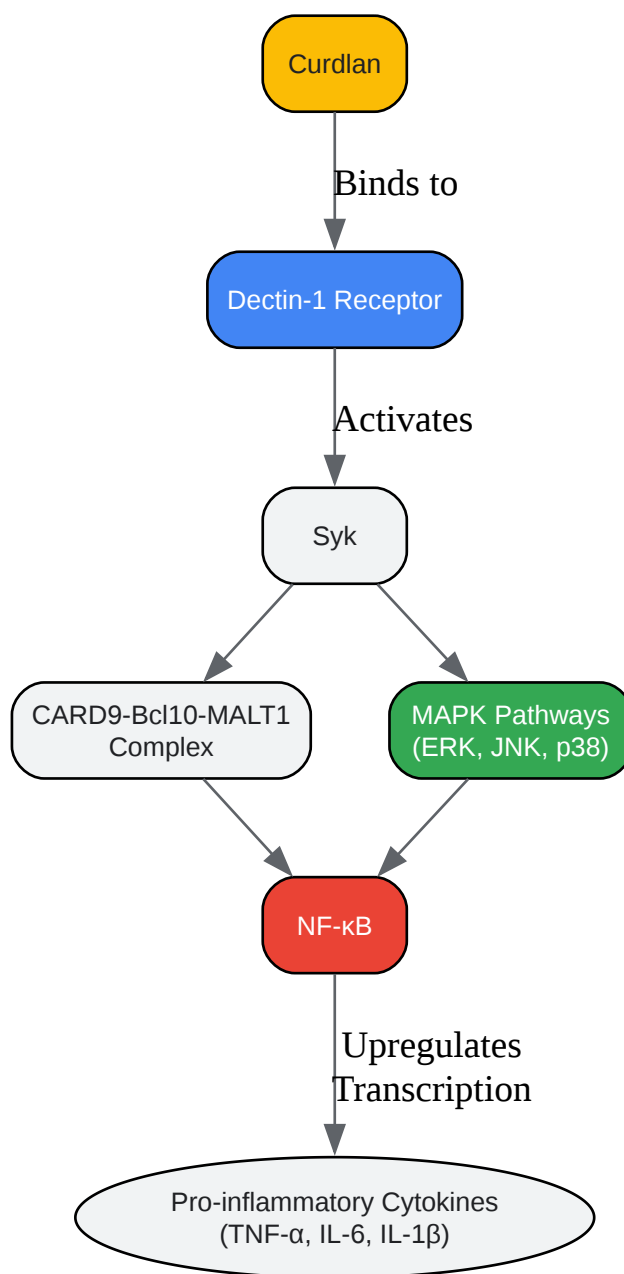 Curdlan
Binds to
Dectin-1 Receptor
Activates
Syk
CARD9-Bcl10-MALT1
Complex
MAPK Pathways
(ERK, JNK, p38)
NF-κB
Upregulates
Transcription
Pro-inflammatory Cytokines
(TNF-α, IL-6, IL-1β)